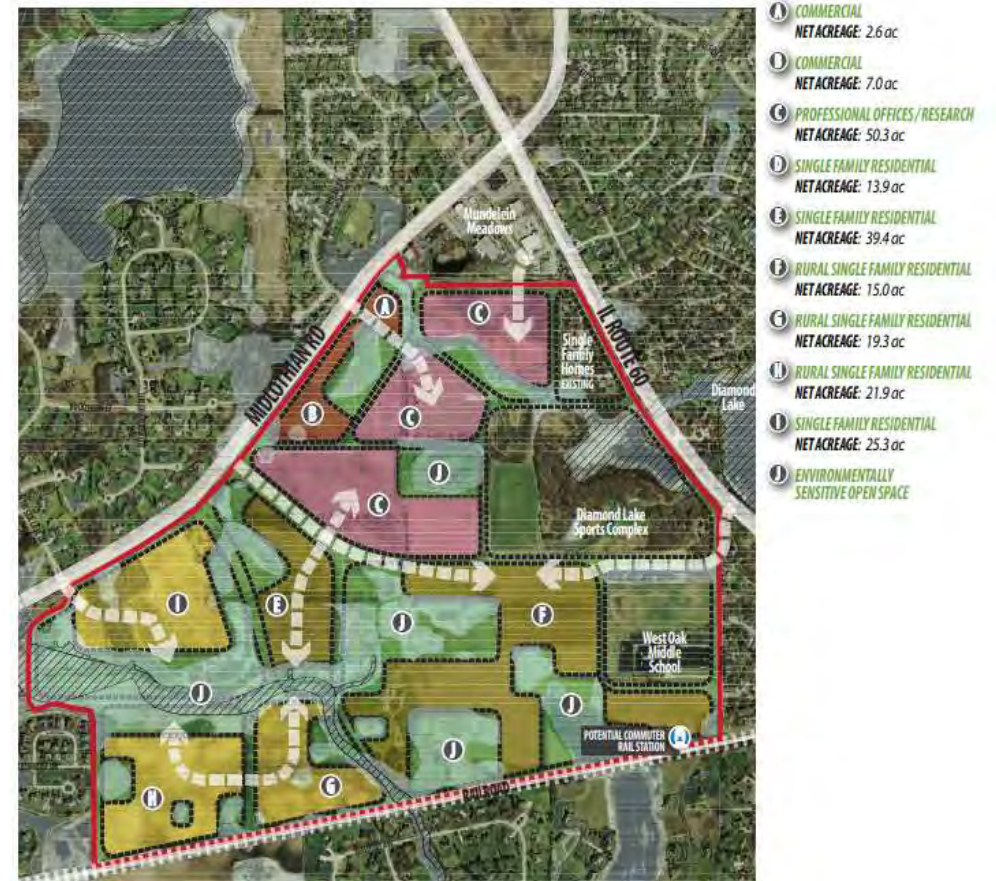 A COMMERCIAL
NET ACREAGE: 2.6 ac
B COMMERCIAL
NET ACREAGE: 7.0 ac
C PROFESSIONAL OFFICES / RESEARCH
NET ACREAGE: 50.3 ac
D SINGLE FAMILY RESIDENTIAL
NET ACREAGE: 13.9 ac
E SINGLE FAMILY RESIDENTIAL
NET ACREAGE: 39.4 ac
F RURAL SINGLE FAMILY RESIDENTIAL
NET ACREAGE: 15.0 ac
G RURAL SINGLE FAMILY RESIDENTIAL
NET ACREAGE: 19.3 ac
H RURAL SINGLE FAMILY RESIDENTIAL
NET ACREAGE: 21.9 ac
I SINGLE FAMILY RESIDENTIAL
NET ACREAGE: 25.3 ac
J ENVIRONMENTALLY
SENSITIVE OPEN SPACE
Mundelein
Meadows
MIDLOTHIAN RD
IL ROUTE 60
A
C
Single
Family
Homes
EXISTING
Diamond
Lake
B
C
J
C
Diamond Lake
Sports Complex
I
E
J
F
West Oak
Middle
School
J
J
POTENTIAL COMMUTER
RAIL STATION
J
G
H
RAILROAD